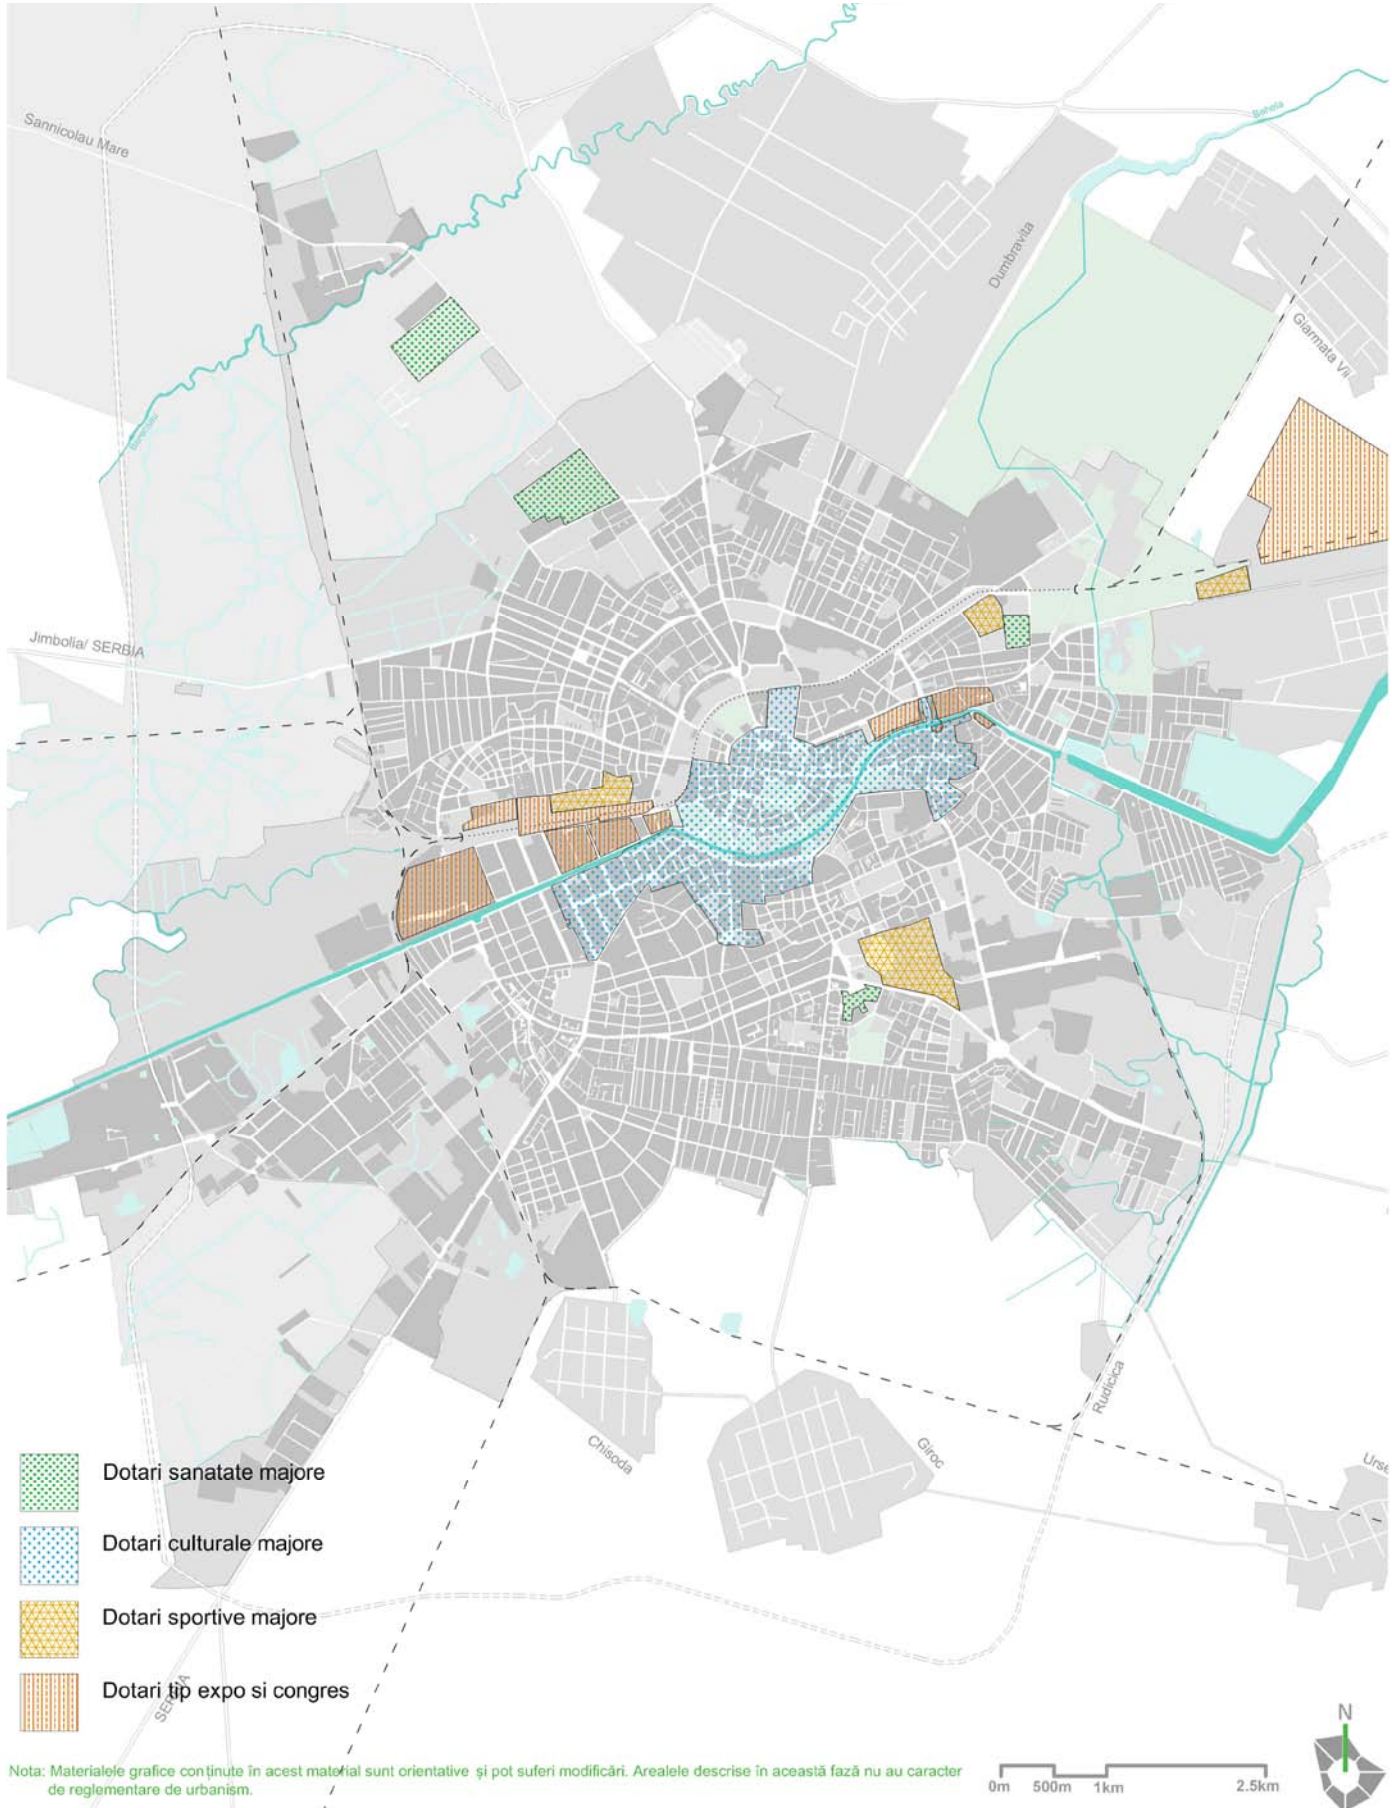 Sannicolau Mare
Behela
Dumbravita
Giarmata Vii
Jimbolia/ SERBIA
Rudicica
Chisoda
Giroc
Urse
SERBIA
Dotari sanatate majore
Dotari culturale majore
Dotari sportive majore
Dotari tip expo si congres
N
0m 500m 1km 2.5km
Nota: Materialele grafice conținute în acest material sunt orientative și pot suferi modificări. Arealele descrise în această fază nu au caracter
de reglementare de urbanism.